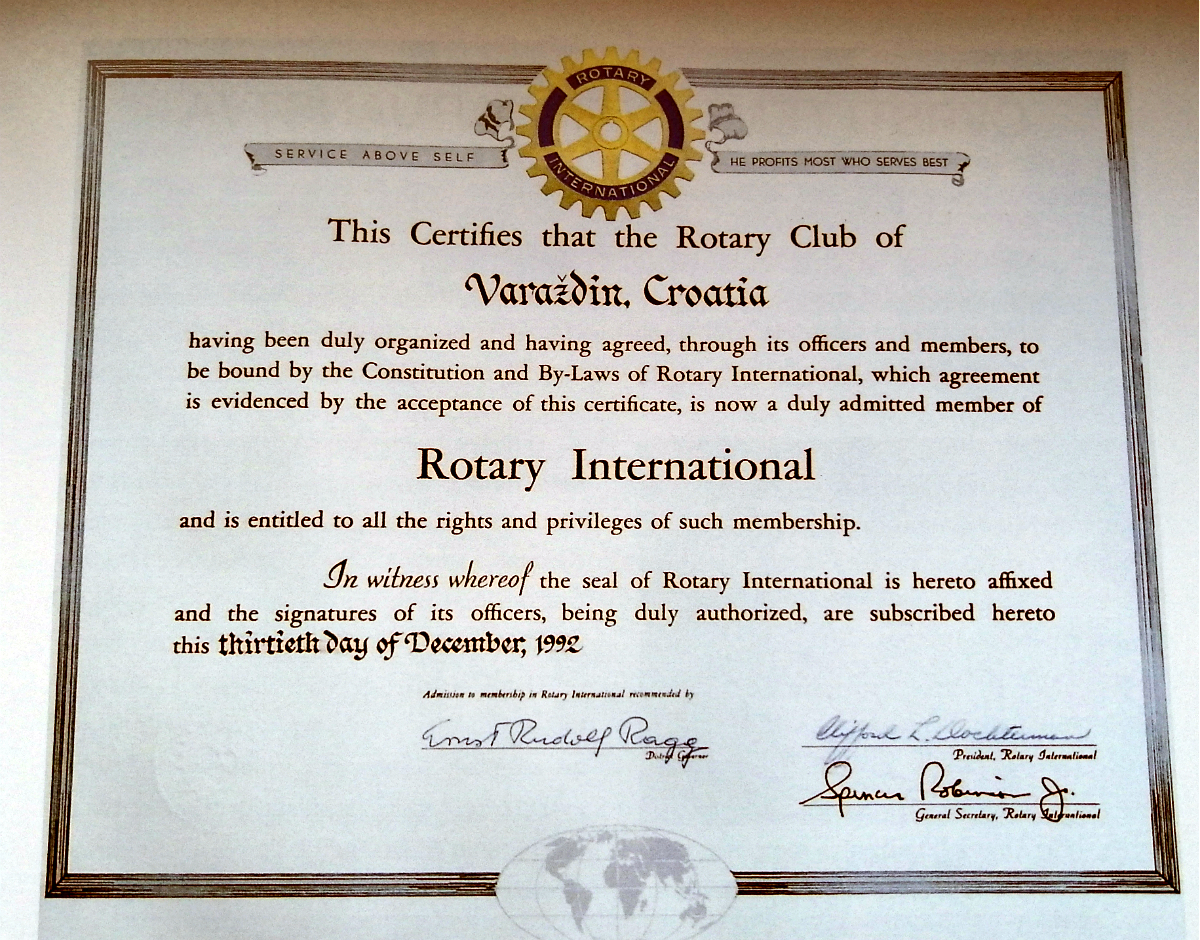 ROTARY
INTERNATIONAL
SERVICE ABOVE SELF
HE PROFITS MOST WHO SERVES BEST
This Certifies that the Rotary Club of
Varaždin, Croatia
having been duly organized and having agreed, through its officers and members, to
be bound by the Constitution and By-Laws of Rotary International, which agreement
is evidenced by the acceptance of this certificate, is now a duly admitted member of
Rotary International
and is entitled to all the rights and privileges of such membership.
In witness whereof the seal of Rotary International is hereto affixed
and the signatures of its officers, being duly authorized, are subscribed hereto
this thirtieth day of December, 1992
Admission to membership in Rotary International recommended by
Ernst Rudolf Ragg
District Governor
Clifford L. Dochterman
President, Rotary International
Spencer Robinson Jr.
General Secretary, Rotary International